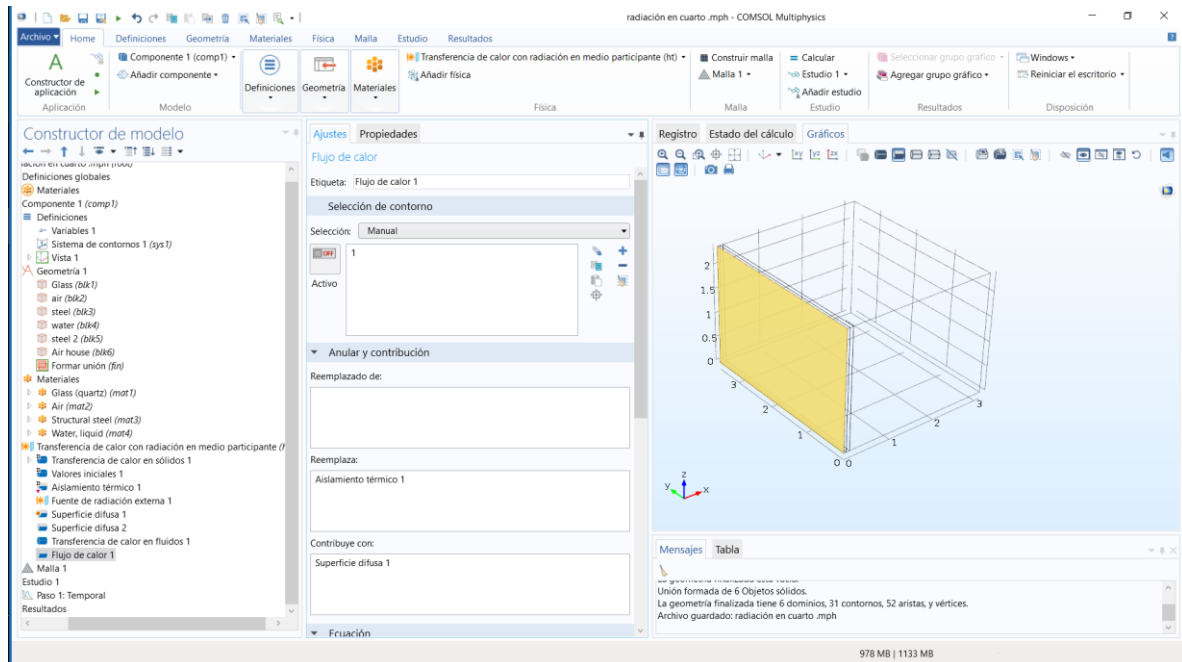 radiación en cuarto .mph - COMSOL Multiphysics
Archivo Home Definiciones Geometría Materiales Física Malla Estudio Resultados
A
Constructor de aplicación
Componente 1 (comp1)
Añadir componente
Definiciones
Geometría
Materiales
Transferencia de calor con radiación en medio participante (ht)
Añadir física
Construir malla
Malla 1
= Calcular
Estudio 1
Añadir estudio
Seleccionar grupo gráfico
Agregar grupo gráfico
Windows
Reiniciar el escritorio
Aplicación Modelo Física Malla Estudio Resultados Disposición
Constructor de modelo
Definiciones globales
Materiales
Componente 1 (comp1)
Definiciones
Variables 1
Sistema de contornos 1 (sys1)
Vista 1
Geometría 1
Glass (blk1)
air (blk2)
steel (blk3)
water (blk4)
steel 2 (blk5)
Air house (blk6)
Formar unión (fin)
Materiales
Glass (quartz) (mat1)
Air (mat2)
Structural steel (mat3)
Water, liquid (mat4)
Transferencia de calor con radiación en medio participante (
Transferencia de calor en sólidos 1
Valores iniciales 1
Aislamiento térmico 1
Fuente de radiación externa 1
Superficie difusa 1
Superficie difusa 2
Transferencia de calor en fluidos 1
Flujo de calor 1
Malla 1
Estudio 1
Paso 1: Temporal
Resultados
Ajustes Propiedades
Flujo de calor
Etiqueta: Flujo de calor 1
Selección de contorno
Selección: Manual
OFF
Activo
1
Anular y contribución
Reemplazado de:
Reemplaza:
Aislamiento térmico 1
Contribuye con:
Superficie difusa 1
Ecuación
Registro Estado del cálculo Gráficos
xy yz zx
2
1.5
1
0.5
0
3
2
1
0 0
1
2
3
z
y x
Mensajes Tabla
La geometría finalizada está vacía.
Unión formada de 6 Objetos sólidos.
La geometría finalizada tiene 6 dominios, 31 contornos, 52 aristas, y vértices.
Archivo guardado: radiación en cuarto .mph
978 MB | 1133 MB